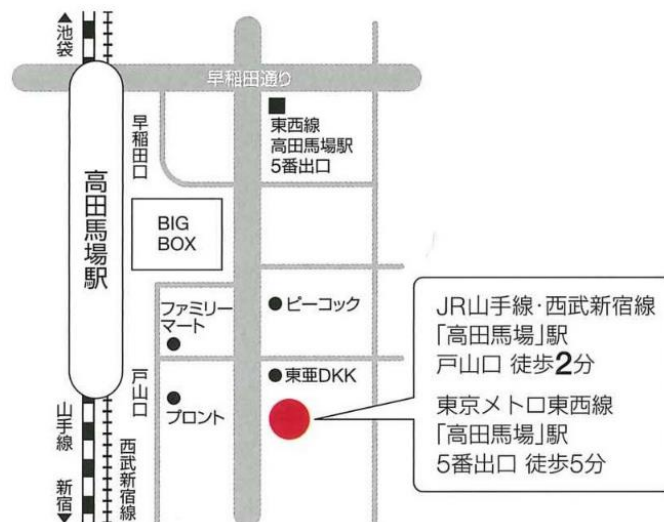 ▲池袋
早稲田通り
早稲田口
東西線
高田馬場駅
5番出口
高田馬場駅
BIG
BOX
ファミリー
マート
ピーコック
戸山口
プロント
東亜DKK
山手線
新宿▼
西武新宿線
JR山手線・西武新宿線
「高田馬場」駅
戸山口 徒歩2分
東京メトロ東西線
「高田馬場」駅
5番出口 徒歩5分